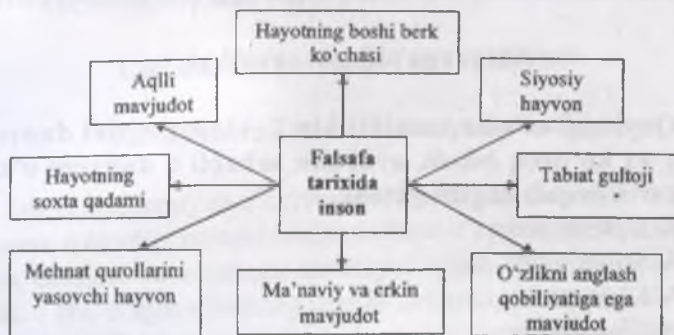 Hayotning boshi berk
ko‘chasi
Aqlli
mavjudot
Siyosiy
hayvon
Hayotning
soxta qadami
Falsafa
tarixida
inson
Tabiat gultoji
Mehnat qurollarini
yasovchi hayvon
Ma’naviy va erkin
mavjudot
O‘zlikni anglash
qobiliyatiga ega
mavjudot